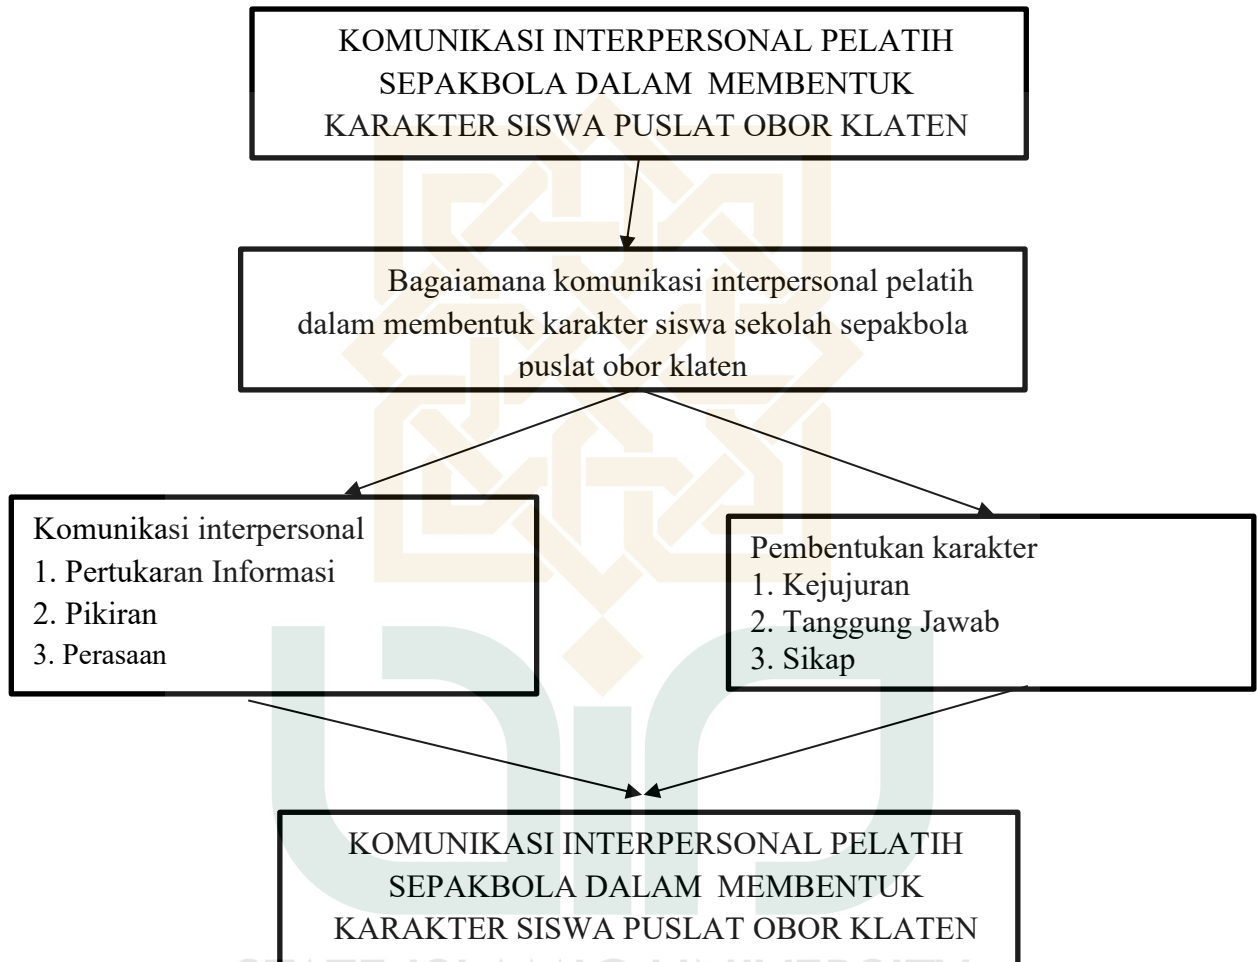 KOMUNIKASI INTERPERSONAL PELATIH
SEPAKBOLA DALAM MEMBENTUK
KARAKTER SISWA PUSLAT OBOR KLATEN
Bagaiamana komunikasi interpersonal pelatih
dalam membentuk karakter siswa sekolah sepakbola
puslat obor klaten
Komunikasi interpersonal
1. Pertukaran Informasi
2. Pikiran
3. Perasaan
Pembentukan karakter
1. Kejujuran
2. Tanggung Jawab
3. Sikap
KOMUNIKASI INTERPERSONAL PELATIH
SEPAKBOLA DALAM MEMBENTUK
KARAKTER SISWA PUSLAT OBOR KLATEN